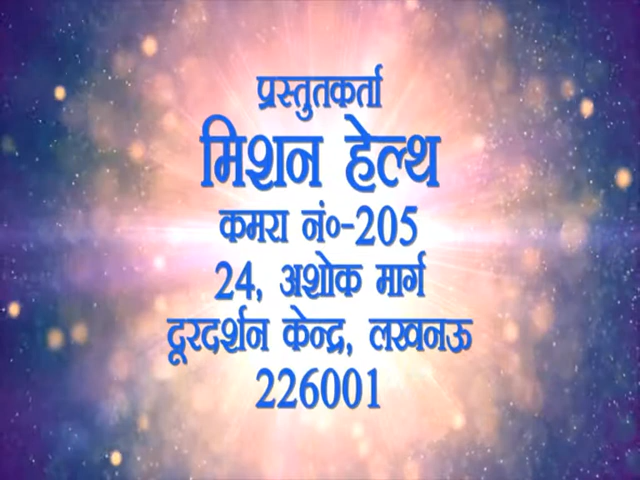 प्रस्तुतकर्ता
मिशन हेल्थ
कमरा नं०-205
24, अशोक मार्ग
दूरदर्शन केन्द्र, लखनऊ
226001